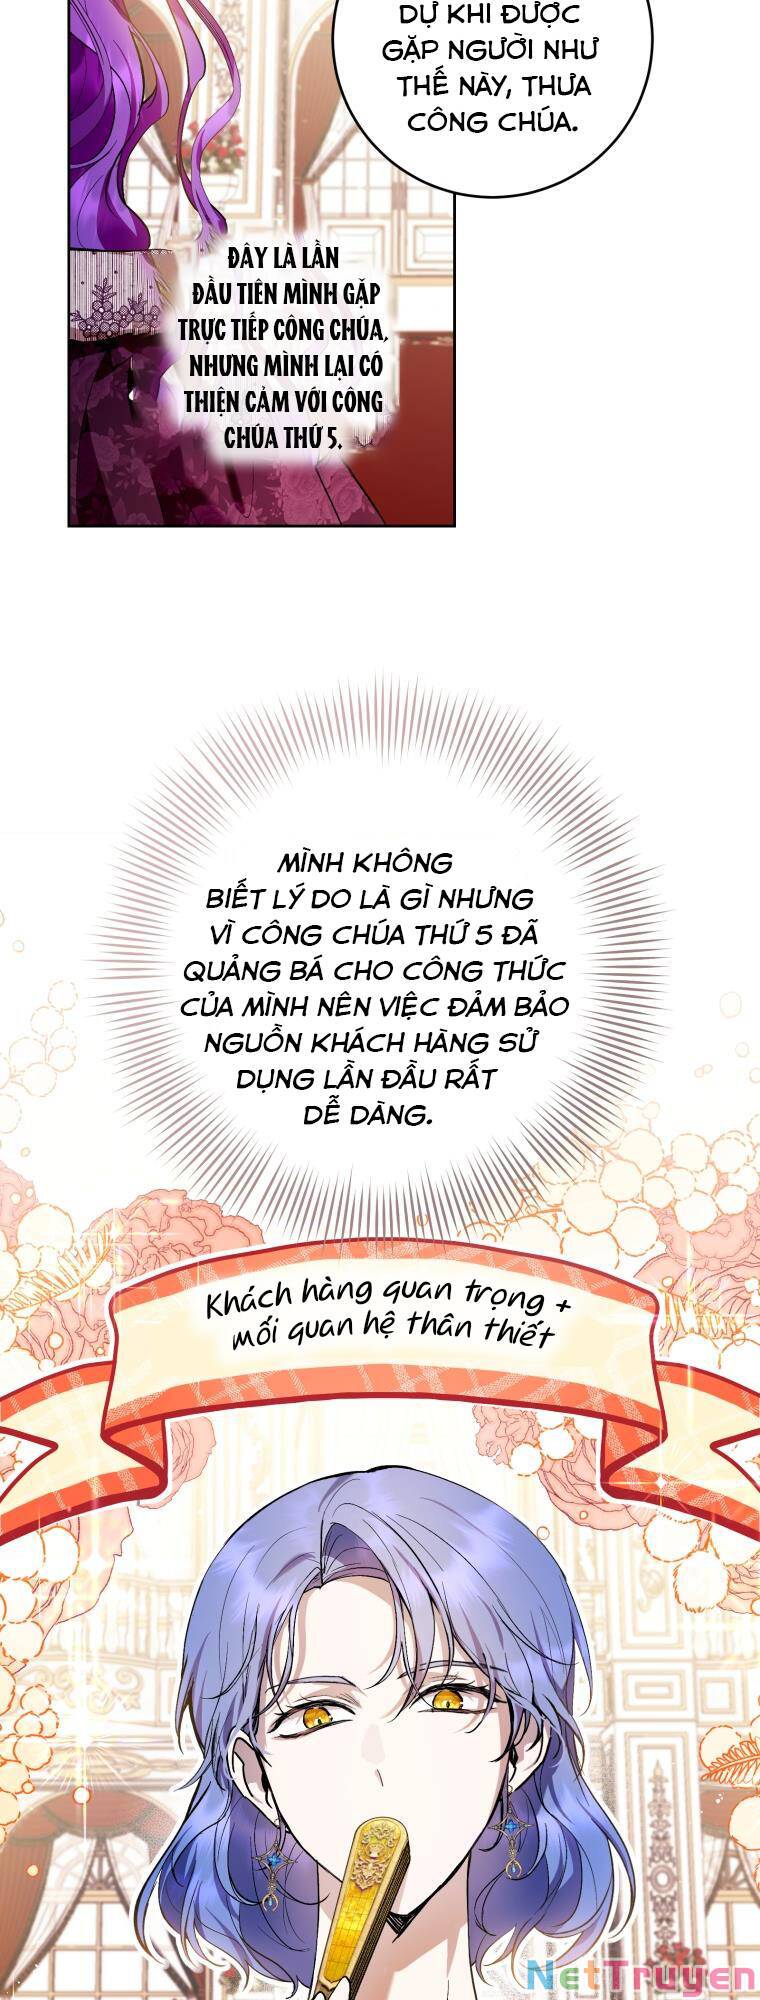 DỰ KHI ĐƯỢC
GẶP NGƯỜI NHƯ
THẾ NÀY, THƯA
CÔNG CHÚA.
ĐÂY LÀ LẦN
ĐẦU TIÊN MÌNH GẶP
TRỰC TIẾP CÔNG CHÚA,
NHƯNG MÌNH LẠI CÓ
THIỆN CẢM VỚI CÔNG
CHÚA THỨ 5.
MÌNH KHÔNG
BIẾT LÝ DO LÀ GÌ NHƯNG
VÌ CÔNG CHÚA THỨ 5 ĐÃ
QUẢNG BÁ CHO CÔNG THỨC
CỦA MÌNH NÊN VIỆC ĐẢM BẢO
NGUỒN KHÁCH HÀNG SỬ
DỤNG LẦN ĐẦU RẤT
DỄ DÀNG.
Khách hàng quan trọng +
mối quan hệ thân thiết
NetTruyen